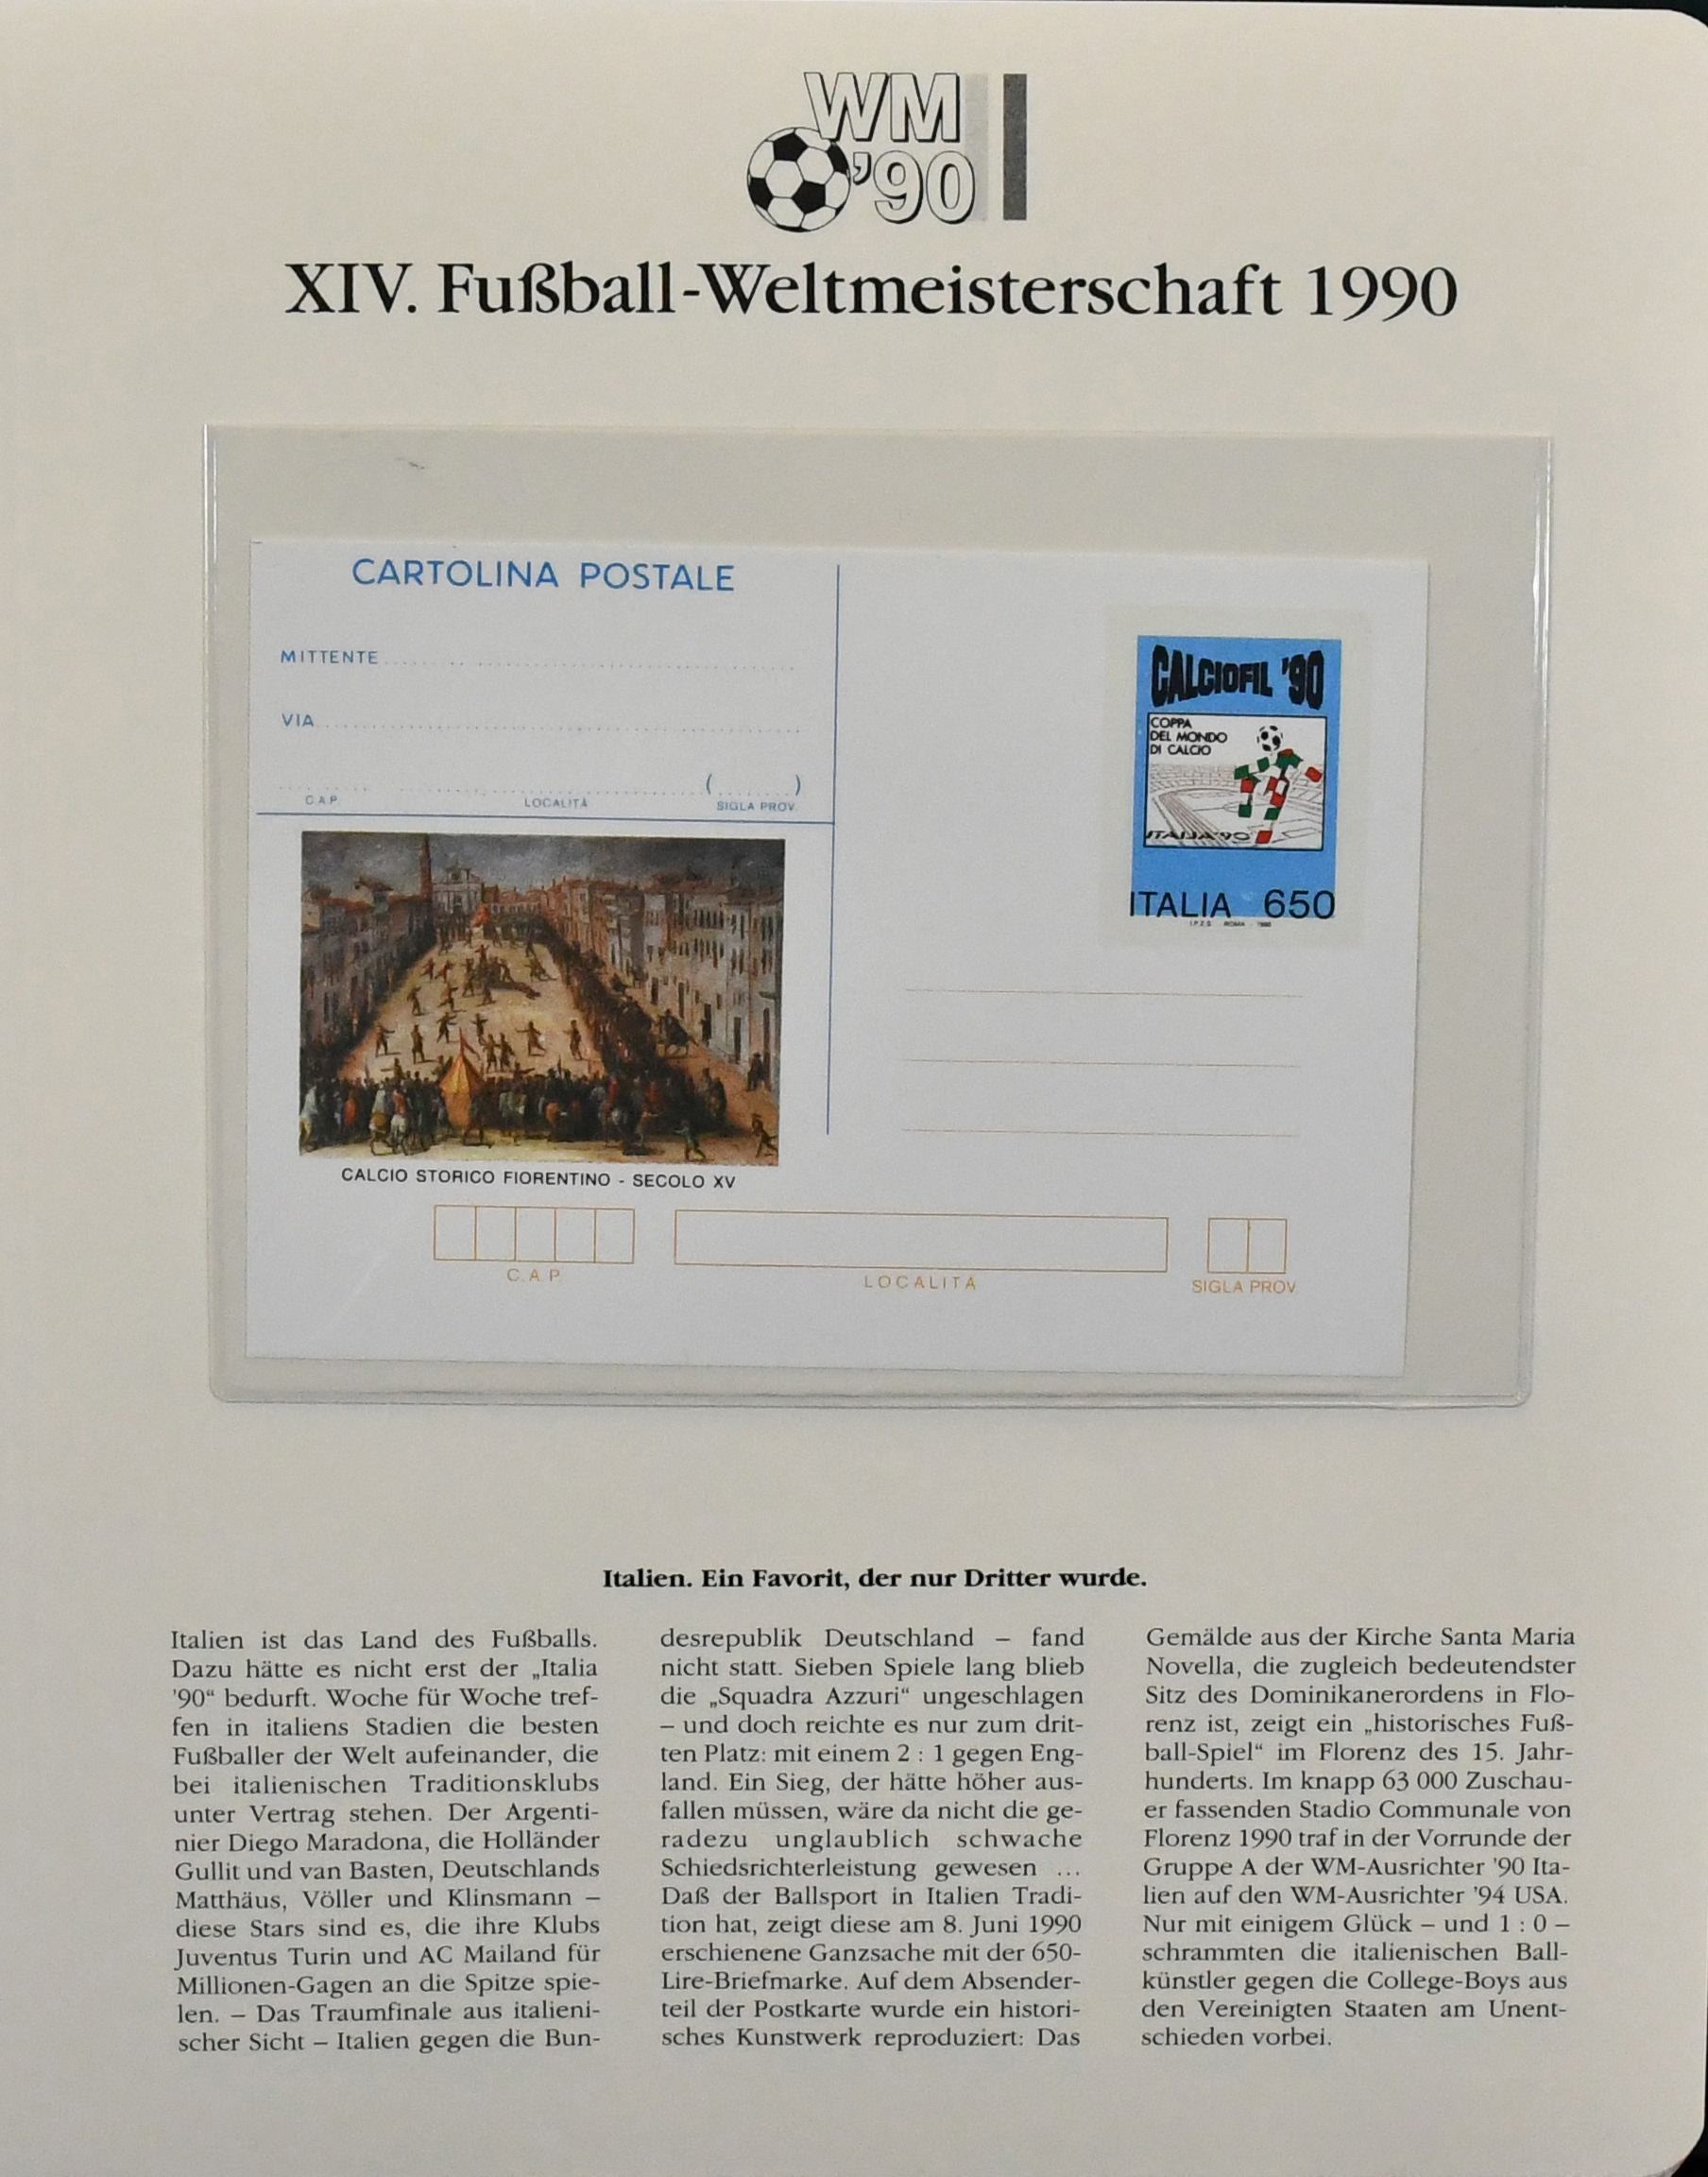 WM
'90
XIV. Fußball-Weltmeisterschaft 1990
CARTOLINA POSTALE
MITTENTE
VIA
( )
C.A.P. LOCALITÀ SIGLA PROV.
CALCIO STORICO FIORENTINO - SECOLO XV
CALCIOFIL '90
COPPA
DEL MONDO
DI CALCIO
ITALIA'90
ITALIA 650
I.P.Z.S. ROMA 1990
C.A.P. LOCALITÀ SIGLA PROV.
Italien. Ein Favorit, der nur Dritter wurde.
Italien ist das Land des Fußballs.
Dazu hätte es nicht erst der „Italia
'90“ bedurft. Woche für Woche tref-
fen in italiens Stadien die besten
Fußballer der Welt aufeinander, die
bei italienischen Traditionsklubs
unter Vertrag stehen. Der Argenti-
nier Diego Maradona, die Holländer
Gullit und van Basten, Deutschlands
Matthäus, Völler und Klinsmann –
diese Stars sind es, die ihre Klubs
Juventus Turin und AC Mailand für
Millionen-Gagen an die Spitze spie-
len. – Das Traumfinale aus italieni-
scher Sicht – Italien gegen die Bun-
desrepublik Deutschland – fand
nicht statt. Sieben Spiele lang blieb
die „Squadra Azzuri“ ungeschlagen
– und doch reichte es nur zum drit-
ten Platz: mit einem 2 : 1 gegen Eng-
land. Ein Sieg, der hätte höher aus-
fallen müssen, wäre da nicht die ge-
radezu unglaublich schwache
Schiedsrichterleistung gewesen ...
Daß der Ballsport in Italien Tradi-
tion hat, zeigt diese am 8. Juni 1990
erschienene Ganzsache mit der 650-
Lire-Briefmarke. Auf dem Absender-
teil der Postkarte wurde ein histori-
sches Kunstwerk reproduziert: Das
Gemälde aus der Kirche Santa Maria
Novella, die zugleich bedeutendster
Sitz des Dominikanerordens in Flo-
renz ist, zeigt ein „historisches Fuß-
ball-Spiel“ im Florenz des 15. Jahr-
hunderts. Im knapp 63 000 Zuschau-
er fassenden Stadio Communale von
Florenz 1990 traf in der Vorrunde der
Gruppe A der WM-Ausrichter '90 Ita-
lien auf den WM-Ausrichter '94 USA.
Nur mit einigem Glück – und 1 : 0 –
schrammten die italienischen Ball-
künstler gegen die College-Boys aus
den Vereinigten Staaten am Unent-
schieden vorbei.